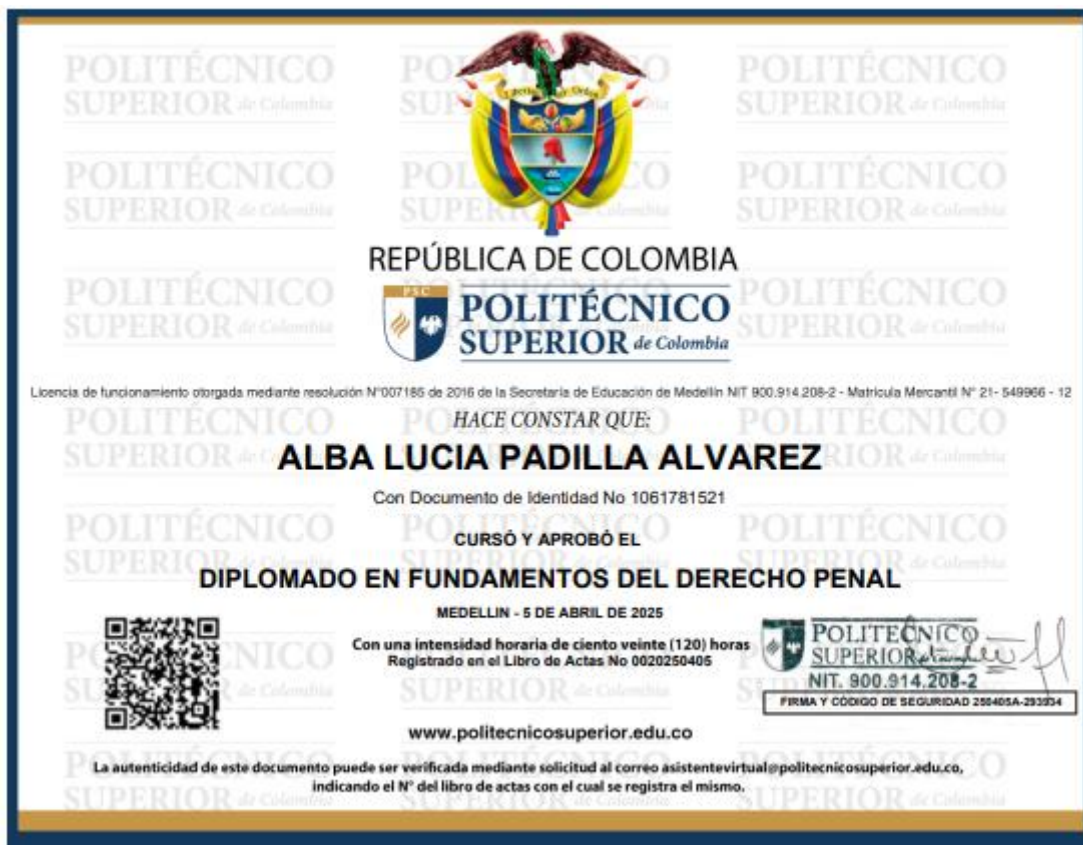 Libertad y Orden
REPÚBLICA DE COLOMBIA
PSC
POLITÉCNICO
SUPERIOR de Colombia
Licencia de funcionamiento otorgada mediante resolución N°007185 de 2016 de la Secretaría de Educación de Medellín NIT 900.914.208-2 - Matrícula Mercantil N° 21- 549966 - 12
HACE CONSTAR QUE:
ALBA LUCIA PADILLA ALVAREZ
Con Documento de Identidad No 1061781521
CURSÓ Y APROBÓ EL
DIPLOMADO EN FUNDAMENTOS DEL DERECHO PENAL
MEDELLIN - 5 DE ABRIL DE 2025
Con una intensidad horaria de ciento veinte (120) horas
Registrado en el Libro de Actas No 0020250405
POLITÉCNICO
SUPERIOR
NIT. 900.914.208-2
FIRMA Y CÓDIGO DE SEGURIDAD 250405A-293934
www.politecnicosuperior.edu.co
La autenticidad de este documento puede ser verificada mediante solicitud al correo asistentevirtual@politecnicosuperior.edu.co,
indicando el N° del libro de actas con el cual se registra el mismo.